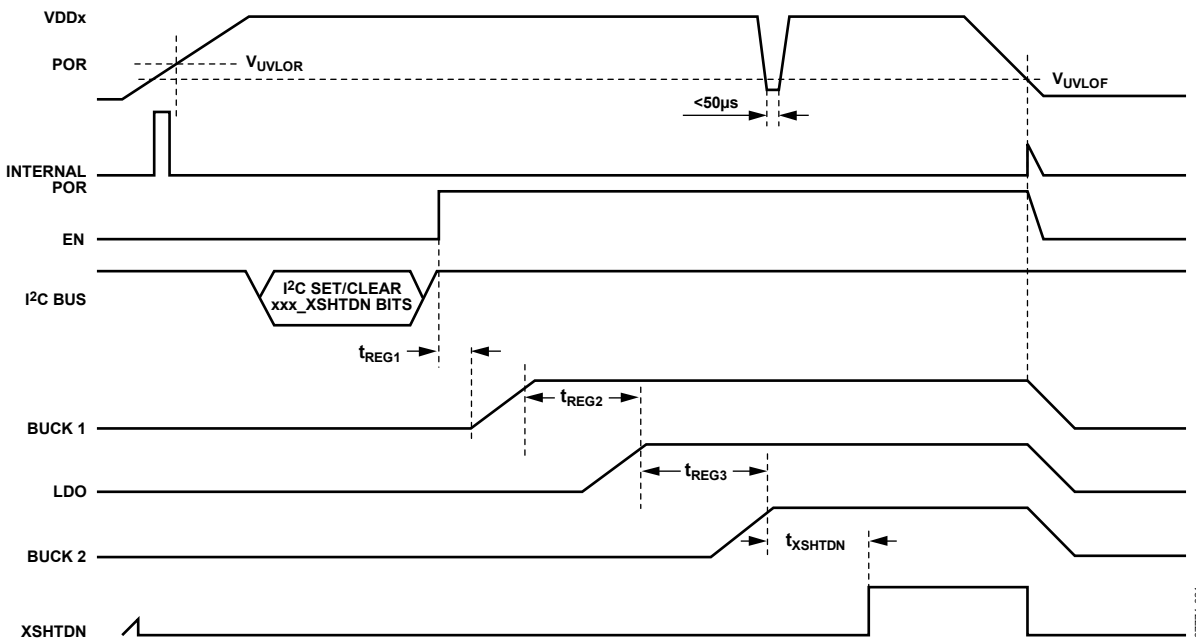 VDDx
POR
VUVLOR
VUVLOF
<50µs
INTERNAL
POR
EN
I2C BUS
I2C SET/CLEAR
xxx_XSHTDN BITS
tREG1
tREG2
BUCK 1
tREG3
LDO
tXSHTDN
BUCK 2
XSHTDN